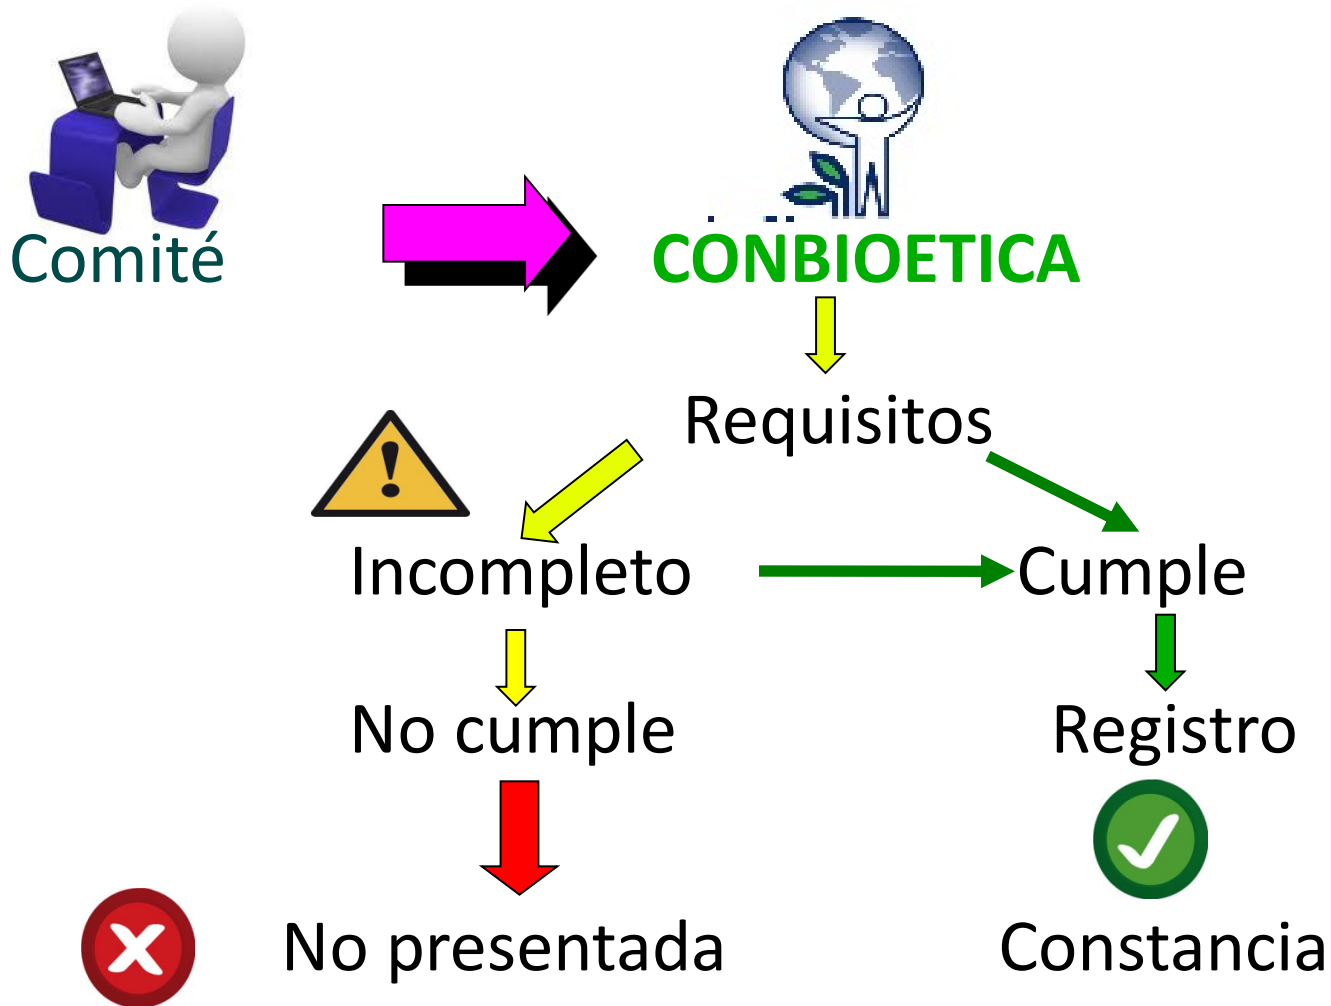 Comité
CONBIOETICA
Requisitos
Incompleto
Cumple
No cumple
Registro
No presentada
Constancia